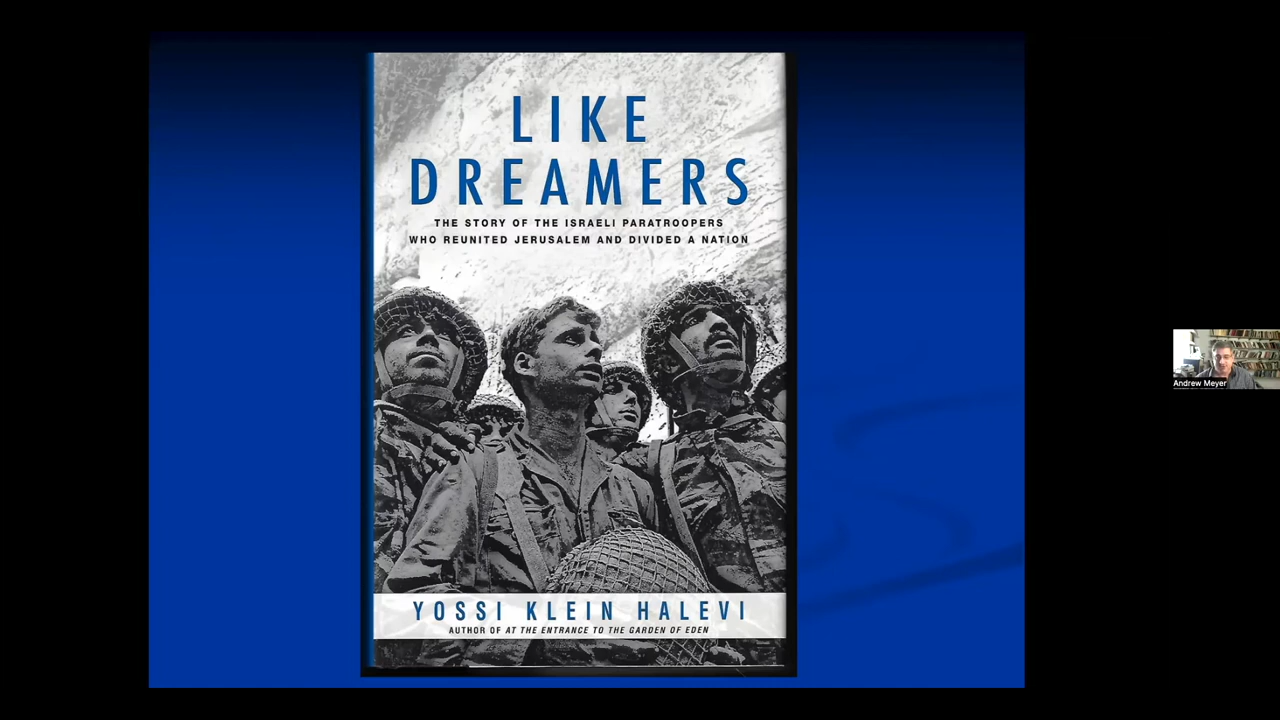 LIKE
DREAMERS
THE STORY OF THE ISRAELI PARATROOPERS
WHO REUNITED JERUSALEM AND DIVIDED A NATION
YOSSI KLEIN HALEVI
AUTHOR OF AT THE ENTRANCE TO THE GARDEN OF EDEN
Andrew Meyer